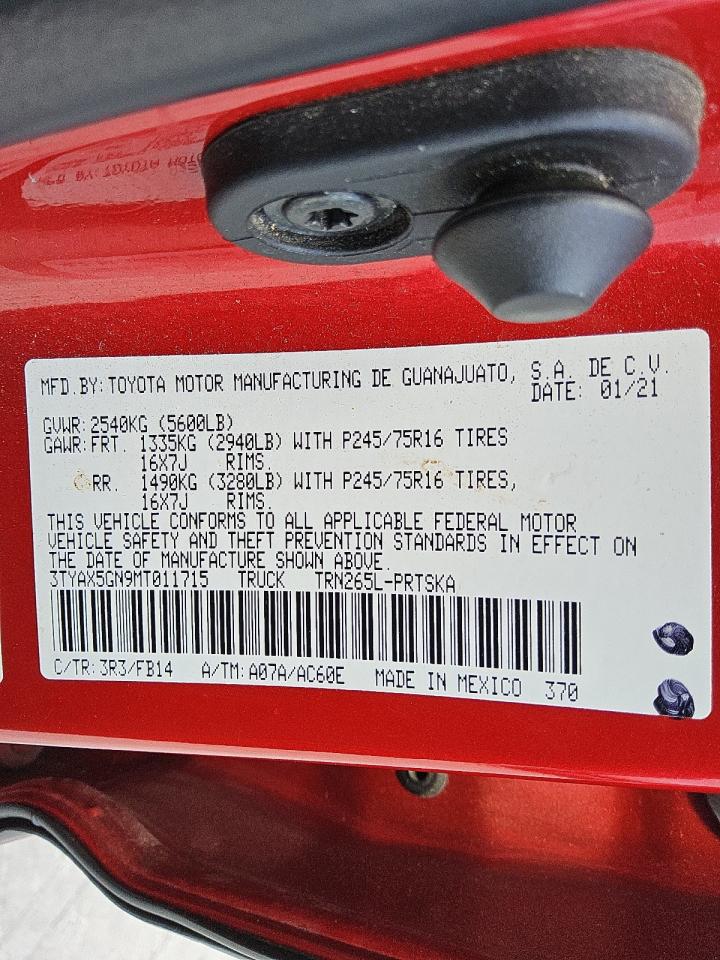 MFD.BY:TOYOTA MOTOR MANUFACTURING DE GUANAJUATO, S.A. DE C.V.
DATE: 01/21
GVWR:2540KG (5600LB)
GAWR:FRT. 1335KG (2940LB) WITH P245/75R16 TIRES
16X7J RIMS.
RR. 1490KG (3280LB) WITH P245/75R16 TIRES,
16X7J RIMS.
THIS VEHICLE CONFORMS TO ALL APPLICABLE FEDERAL MOTOR
VEHICLE SAFETY AND THEFT PREVENTION STANDARDS IN EFFECT ON
THE DATE OF MANUFACTURE SHOWN ABOVE.
3TYAX5GN9MT011715 TRUCK TRN265L-PRTSKA
C/TR:3R3/FB14 A/TM:A07A/AC60E MADE IN MEXICO 370